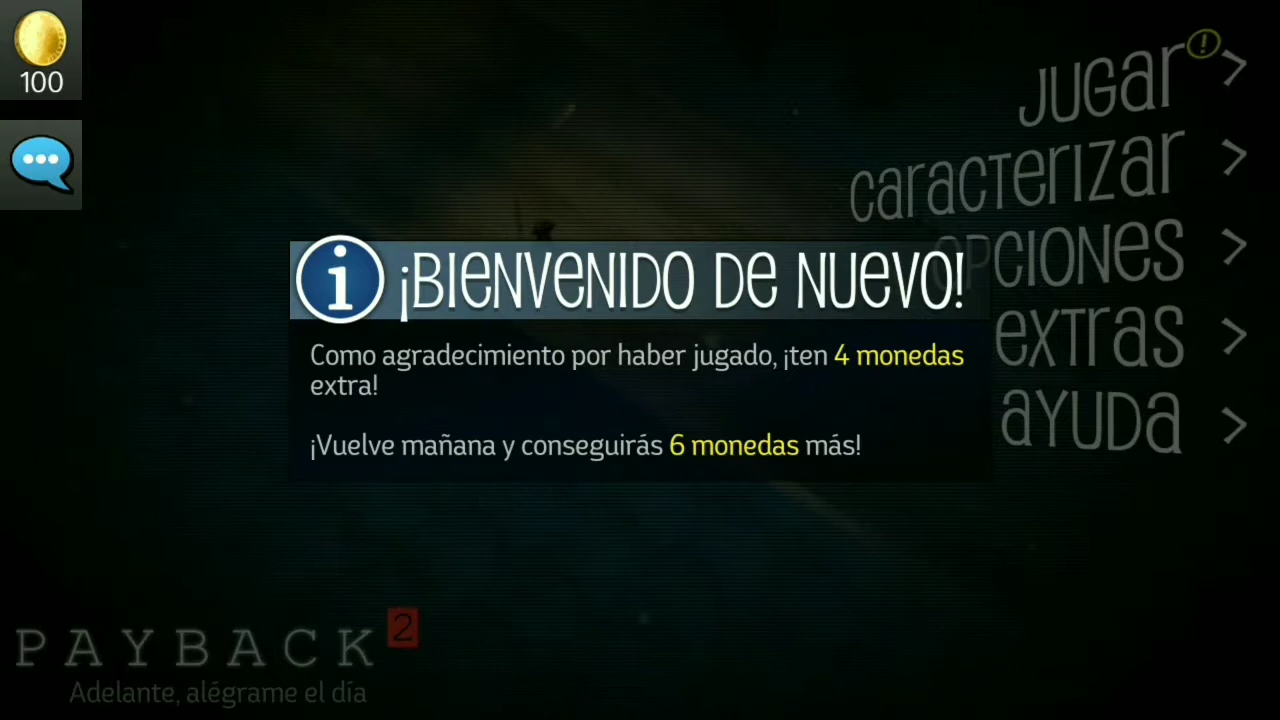 100
JUGAR
CARACTERIZAR
OPCIONES
EXTRAS
AYUDA
¡BIENVENIDO DE NUEVO!
Como agradecimiento por haber jugado, ¡ten 4 monedas
extra!
¡Vuelve mañana y conseguirás 6 monedas más!
PAYBACK 2
Adelante, alégrame el día